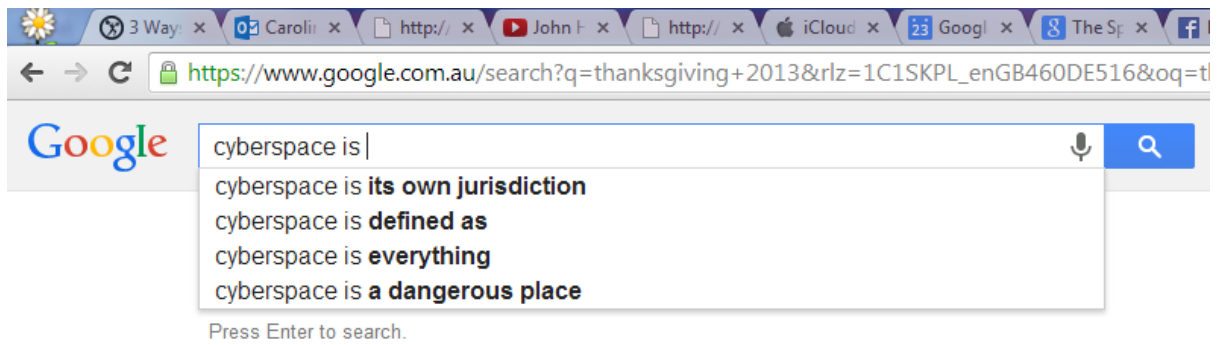 3 Way: Carolin http:// John H http:// iCloud Googl The Sp
https://www.google.com.au/search?q=thanksgiving+2013&rlz=1C1SKPL_enGB460DE516&oq=t
Google cyberspace is
cyberspace is its own jurisdiction
cyberspace is defined as
cyberspace is everything
cyberspace is a dangerous place
Press Enter to search.